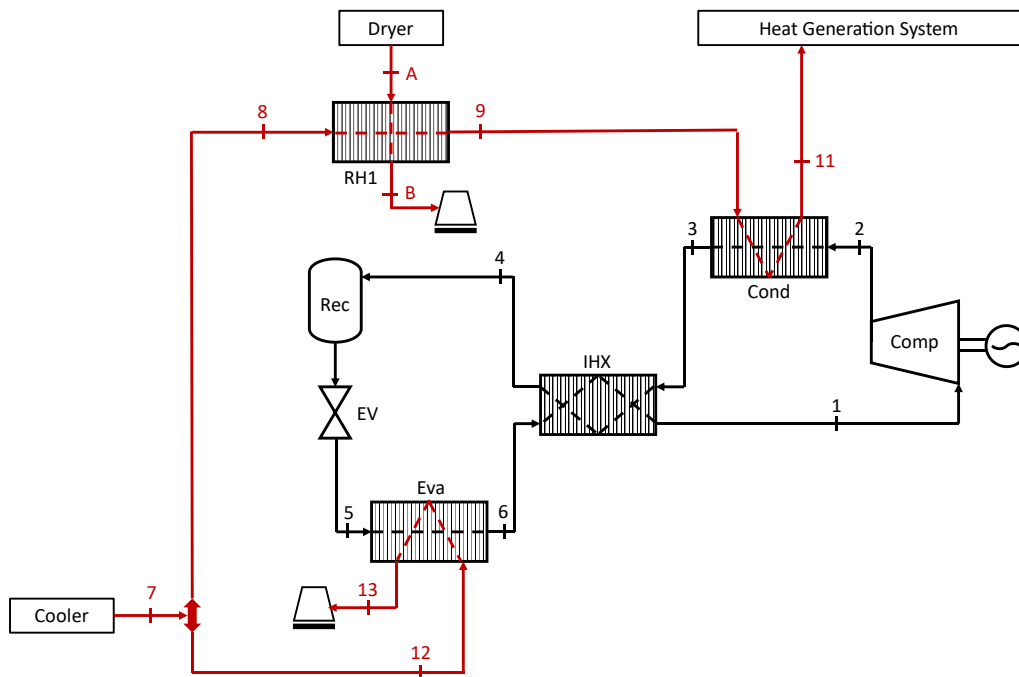 Dryer
Heat Generation System
A
8
9
11
RH1
B
3
2
4
Cond
Rec
Comp
IHX
EV
1
Eva
5
6
13
7
Cooler
12